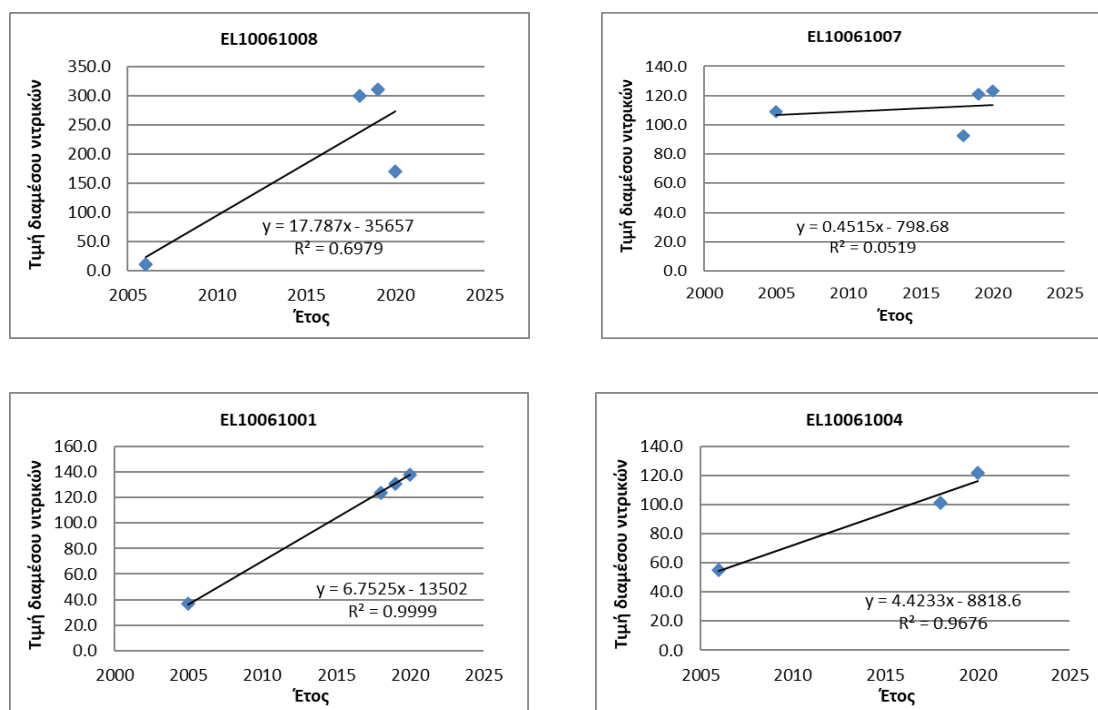 EL10061008
350.0
300.0
250.0
200.0
150.0
100.0
50.0
0.0
Τιμή διαμέσου νιτρικών
y = 17.787x - 35657
R² = 0.6979
2005 2010 2015 2020 2025
Έτος
EL10061007
140.0
120.0
100.0
80.0
60.0
40.0
20.0
0.0
Τιμή διαμέσου νιτρικών
y = 0.4515x - 798.68
R² = 0.0519
2000 2005 2010 2015 2020 2025
Έτος
EL10061001
160.0
140.0
120.0
100.0
80.0
60.0
40.0
20.0
0.0
Τιμή διαμέσου νιτρικών
y = 6.7525x - 13502
R² = 0.9999
2000 2005 2010 2015 2020 2025
Έτος
EL10061004
140.0
120.0
100.0
80.0
60.0
40.0
20.0
0.0
Τιμή διαμέσου νιτρικών
y = 4.4233x - 8818.6
R² = 0.9676
2005 2010 2015 2020 2025
Έτος